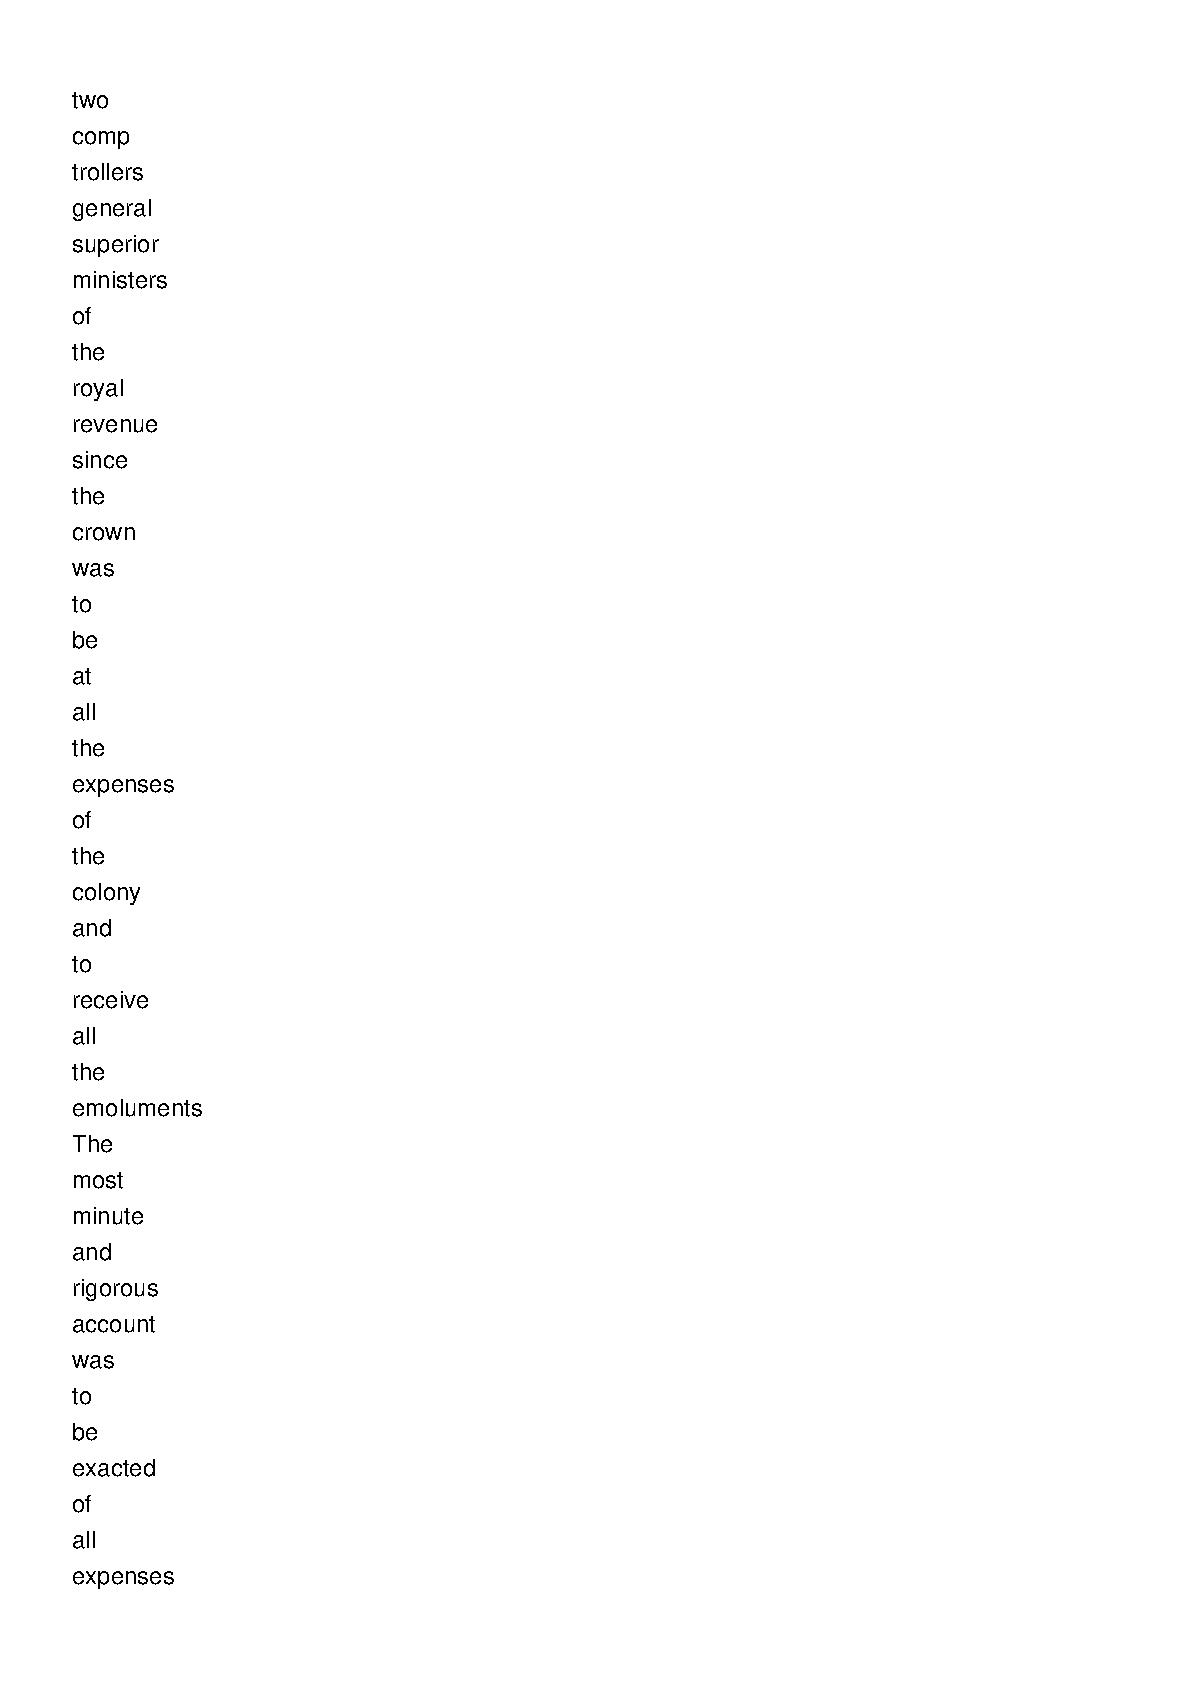 two
comp
trollers
general
superior
ministers
of
the
royal
revenue
since
the
crown
was
to
be
at
all
the
expenses
of
the
colony
and
to
receive
all
the
emoluments
The
most
minute
and
rigorous
account
was
to
be
exacted
of
all
expenses